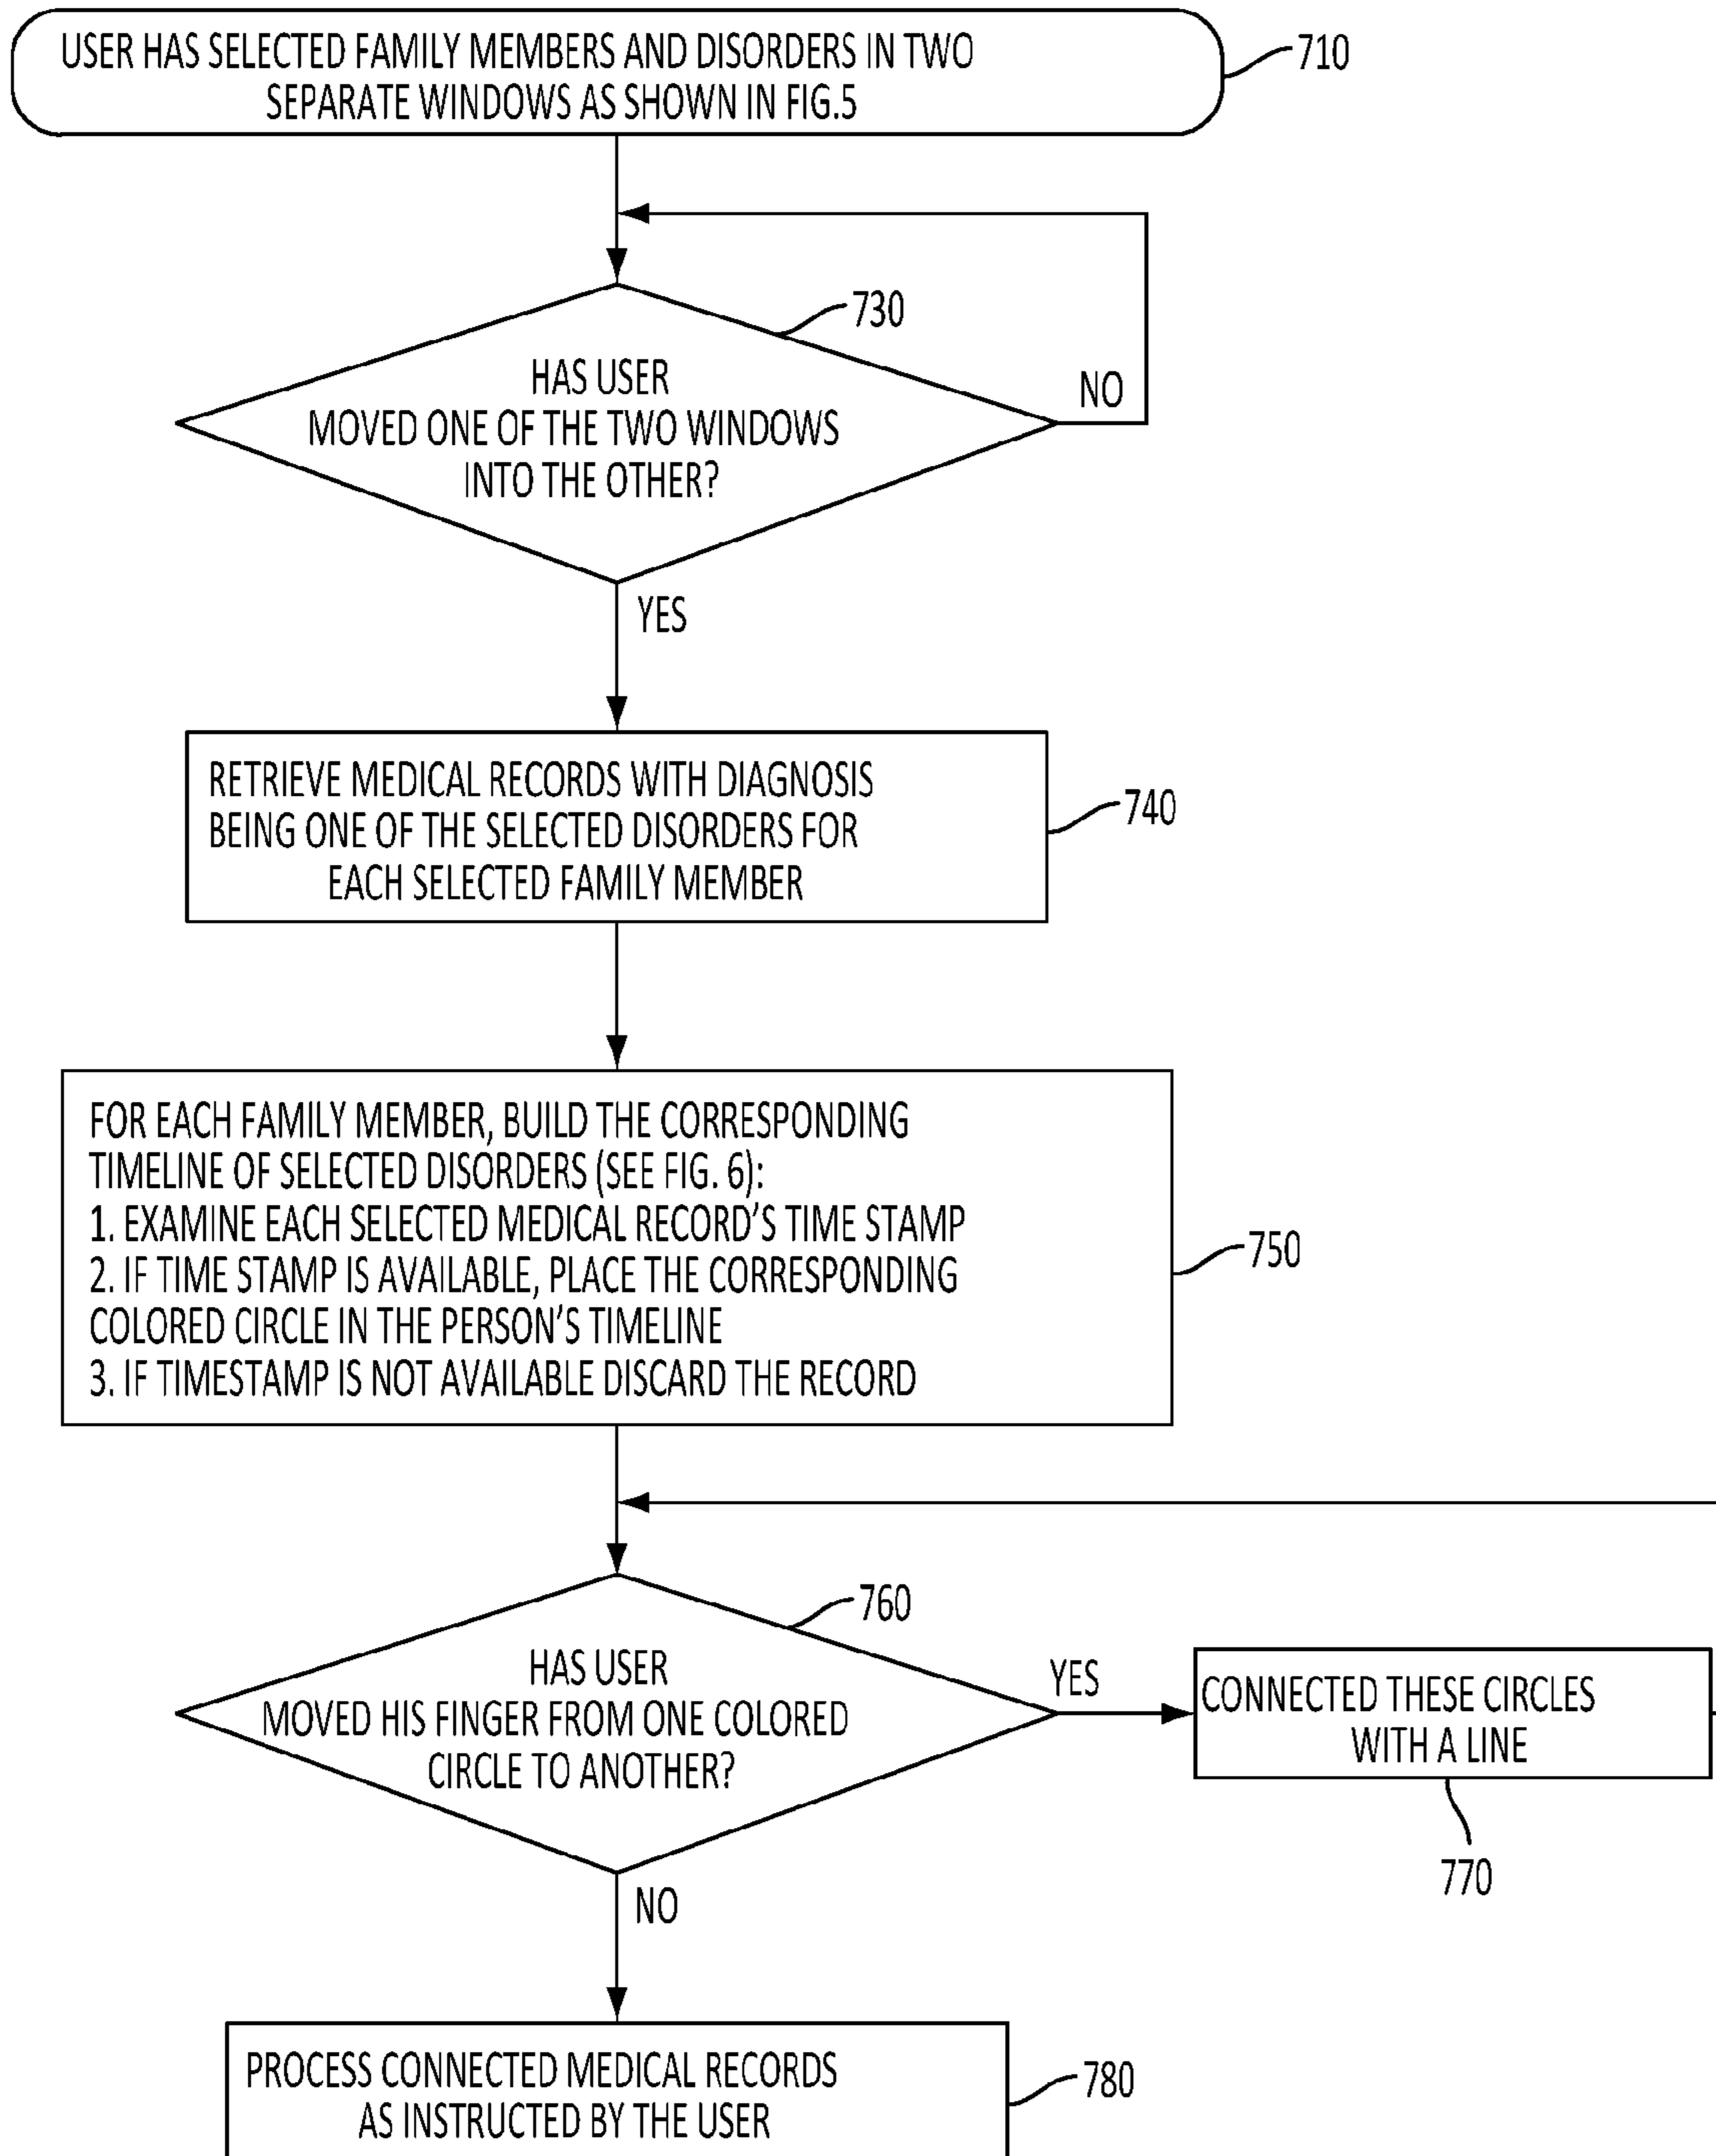 USER HAS SELECTED FAMILY MEMBERS AND DISORDERS IN TWO
SEPARATE WINDOWS AS SHOWN IN FIG.5
710
730
HAS USER
MOVED ONE OF THE TWO WINDOWS
INTO THE OTHER?
NO
YES
RETRIEVE MEDICAL RECORDS WITH DIAGNOSIS
BEING ONE OF THE SELECTED DISORDERS FOR
EACH SELECTED FAMILY MEMBER
740
FOR EACH FAMILY MEMBER, BUILD THE CORRESPONDING
TIMELINE OF SELECTED DISORDERS (SEE FIG. 6):
1. EXAMINE EACH SELECTED MEDICAL RECORD'S TIME STAMP
2. IF TIME STAMP IS AVAILABLE, PLACE THE CORRESPONDING
COLORED CIRCLE IN THE PERSON'S TIMELINE
3. IF TIMESTAMP IS NOT AVAILABLE DISCARD THE RECORD
750
760
HAS USER
MOVED HIS FINGER FROM ONE COLORED
CIRCLE TO ANOTHER?
YES
CONNECTED THESE CIRCLES
WITH A LINE
770
NO
PROCESS CONNECTED MEDICAL RECORDS
AS INSTRUCTED BY THE USER
780